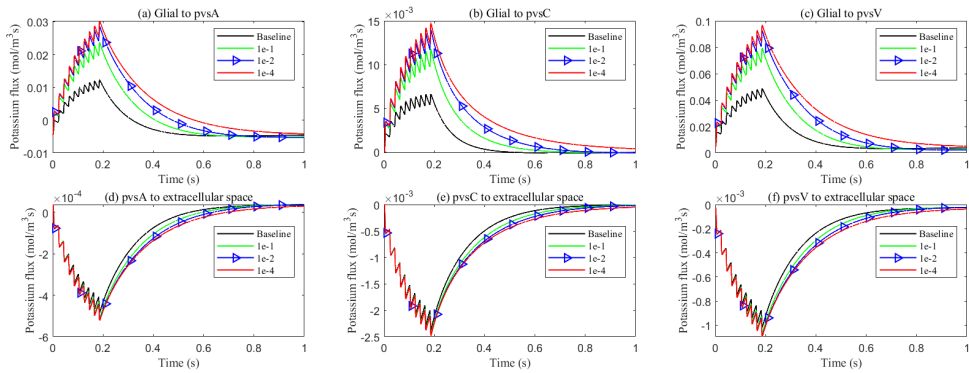 (a) Glial to pvsA
Potassium flux (mol/m³s)
0.03
0.02
0.01
0
-0.01
Baseline
1e-1
1e-2
1e-4
0 0.2 0.4 0.6 0.8 1
Time (s)
(b) Glial to pvsC
×10⁻³
Potassium flux (mol/m³s)
15
10
5
0
Baseline
1e-1
1e-2
1e-4
0 0.2 0.4 0.6 0.8 1
Time (s)
(c) Glial to pvsV
Potassium flux (mol/m³s)
0.1
0.08
0.06
0.04
0.02
0
Baseline
1e-1
1e-2
1e-4
0 0.2 0.4 0.6 0.8 1
Time (s)
×10⁻⁴
(d) pvsA to extracellular space
Potassium flux (mol/m³s)
0
-2
-4
-6
Baseline
1e-1
1e-2
1e-4
0 0.2 0.4 0.6 0.8 1
Time (s)
×10⁻³
(e) pvsC to extracellular space
Potassium flux (mol/m³s)
0
-0.5
-1
-1.5
-2
-2.5
Baseline
1e-1
1e-2
1e-4
0 0.2 0.4 0.6 0.8 1
Time (s)
×10⁻³
(f) pvsV to extracellular space
Potassium flux (mol/m³s)
0
-0.2
-0.4
-0.6
-0.8
-1
Baseline
1e-1
1e-2
1e-4
0 0.2 0.4 0.6 0.8 1
Time (s)